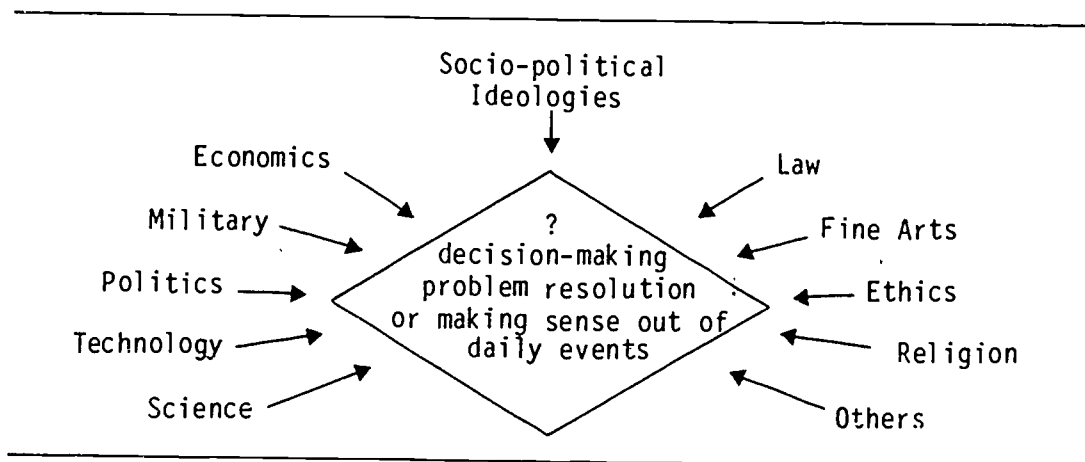 Socio-political
Ideologies
Economics
Law
Military
Fine Arts
Politics
Ethics
Technology
Religion
Science
Others
?
decision-making
problem resolution
or making sense out of
daily events